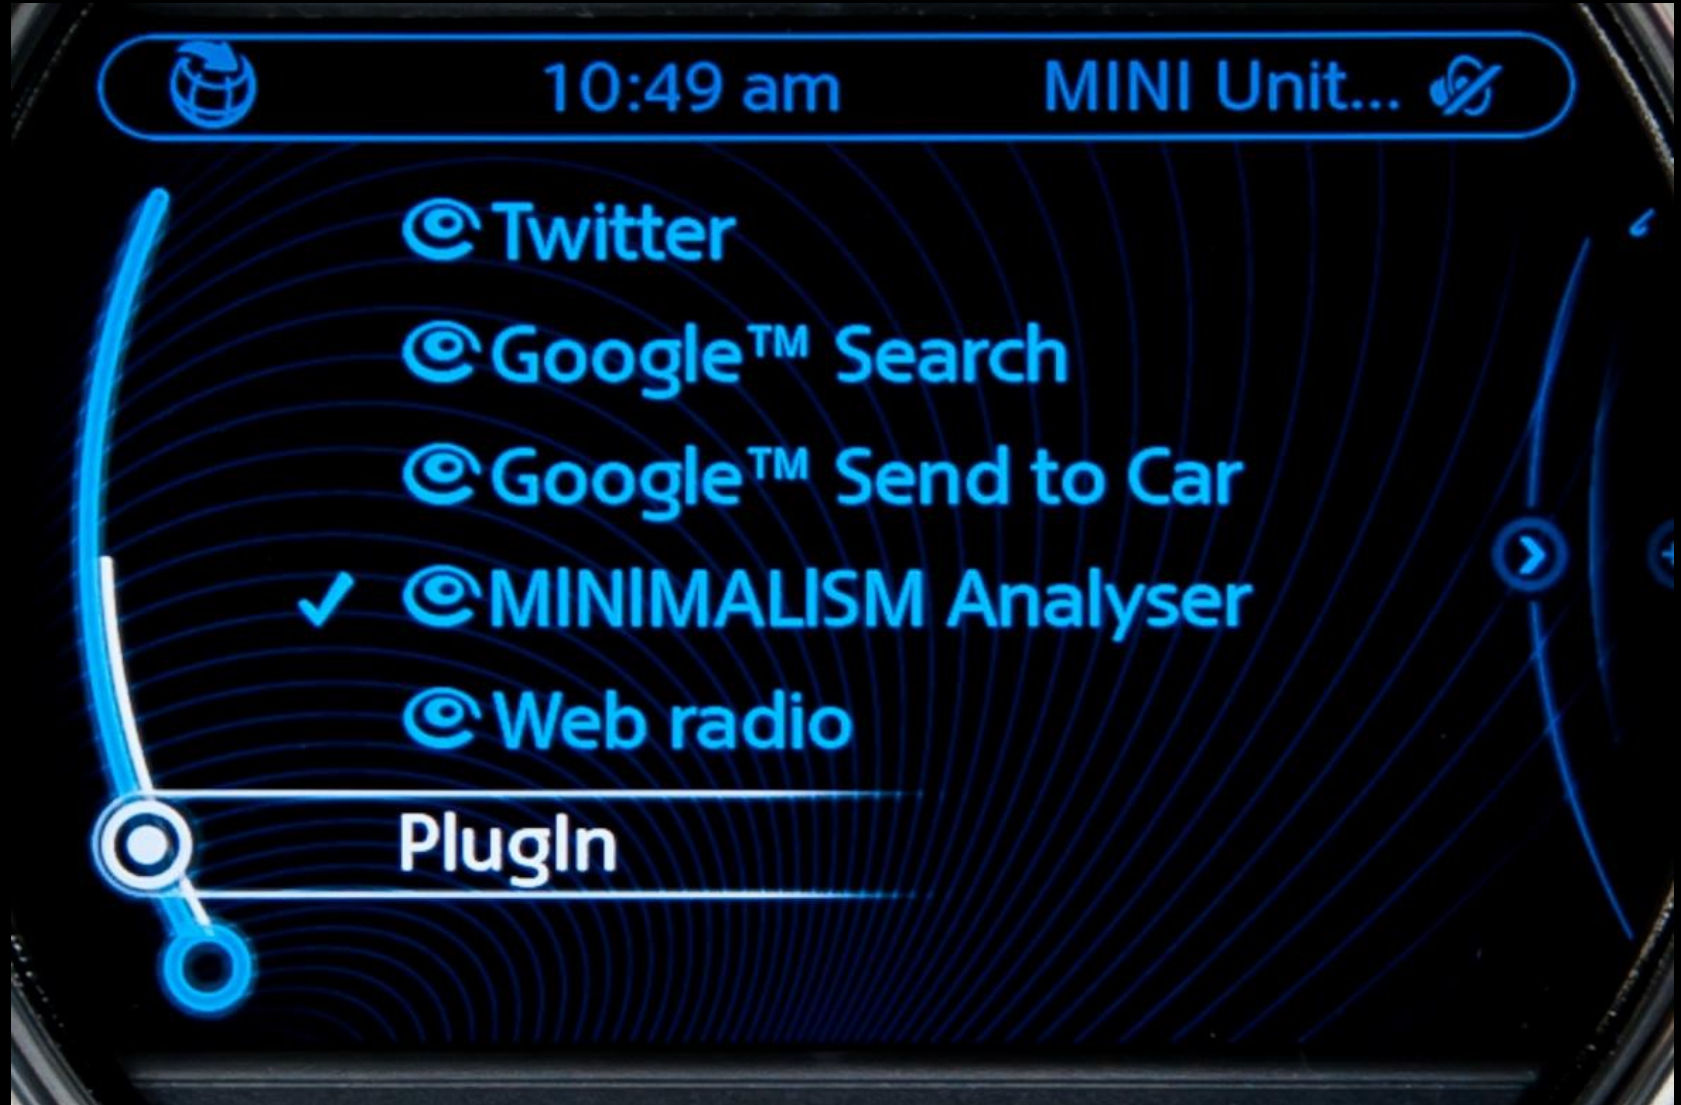 10:49 am MINI Unit...
Twitter
Google™ Search
Google™ Send to Car
MINIMALISM Analyser
Web radio
PlugIn